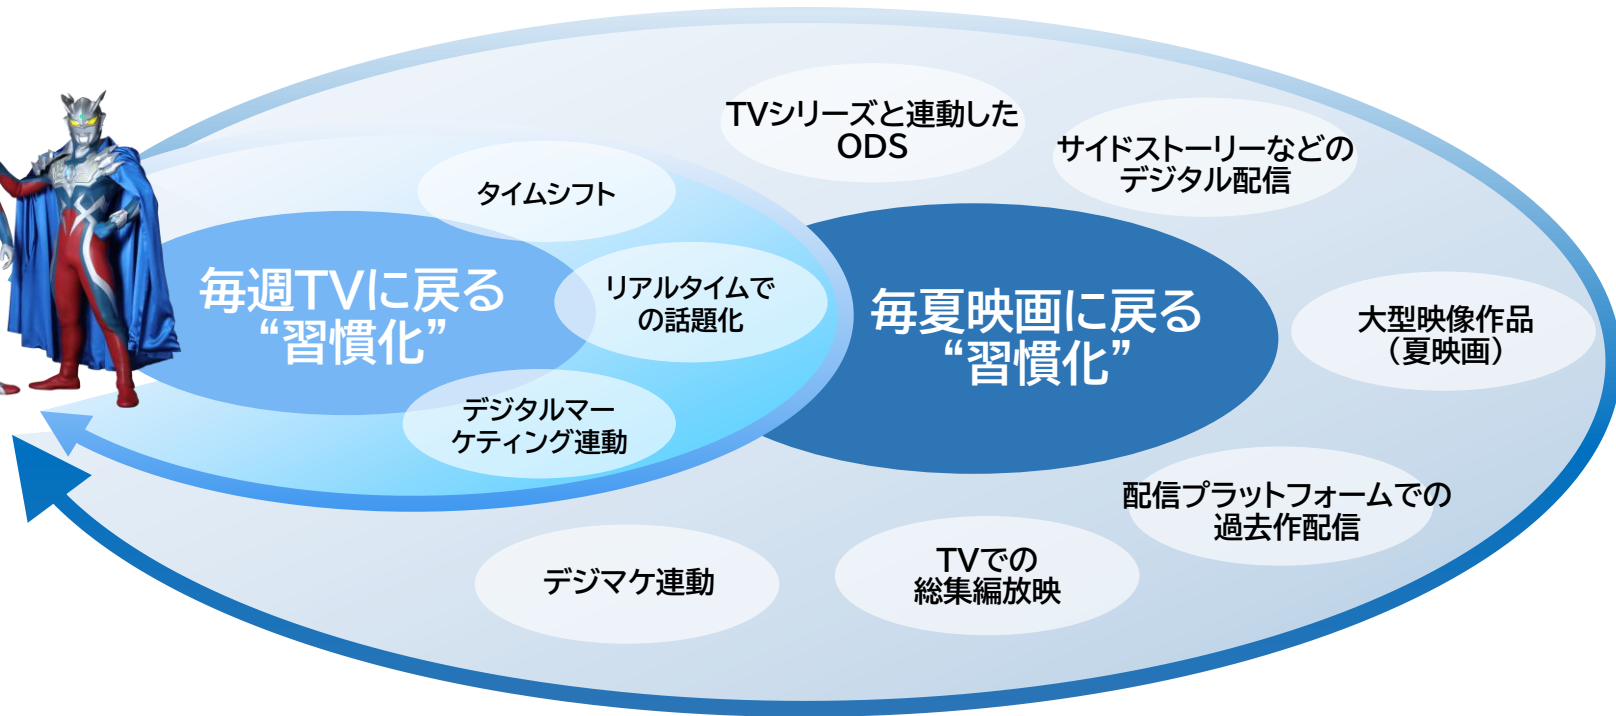 TVシリーズと連動した
ODS
サイドストーリーなどの
デジタル配信
タイムシフト
毎週TVに戻る
“習慣化”
リアルタイムで
の話題化
毎夏映画に戻る
“習慣化”
大型映像作品
（夏映画）
デジタルマー
ケティング連動
配信プラットフォームでの
過去作配信
デジマケ連動
TVでの
総集編放映